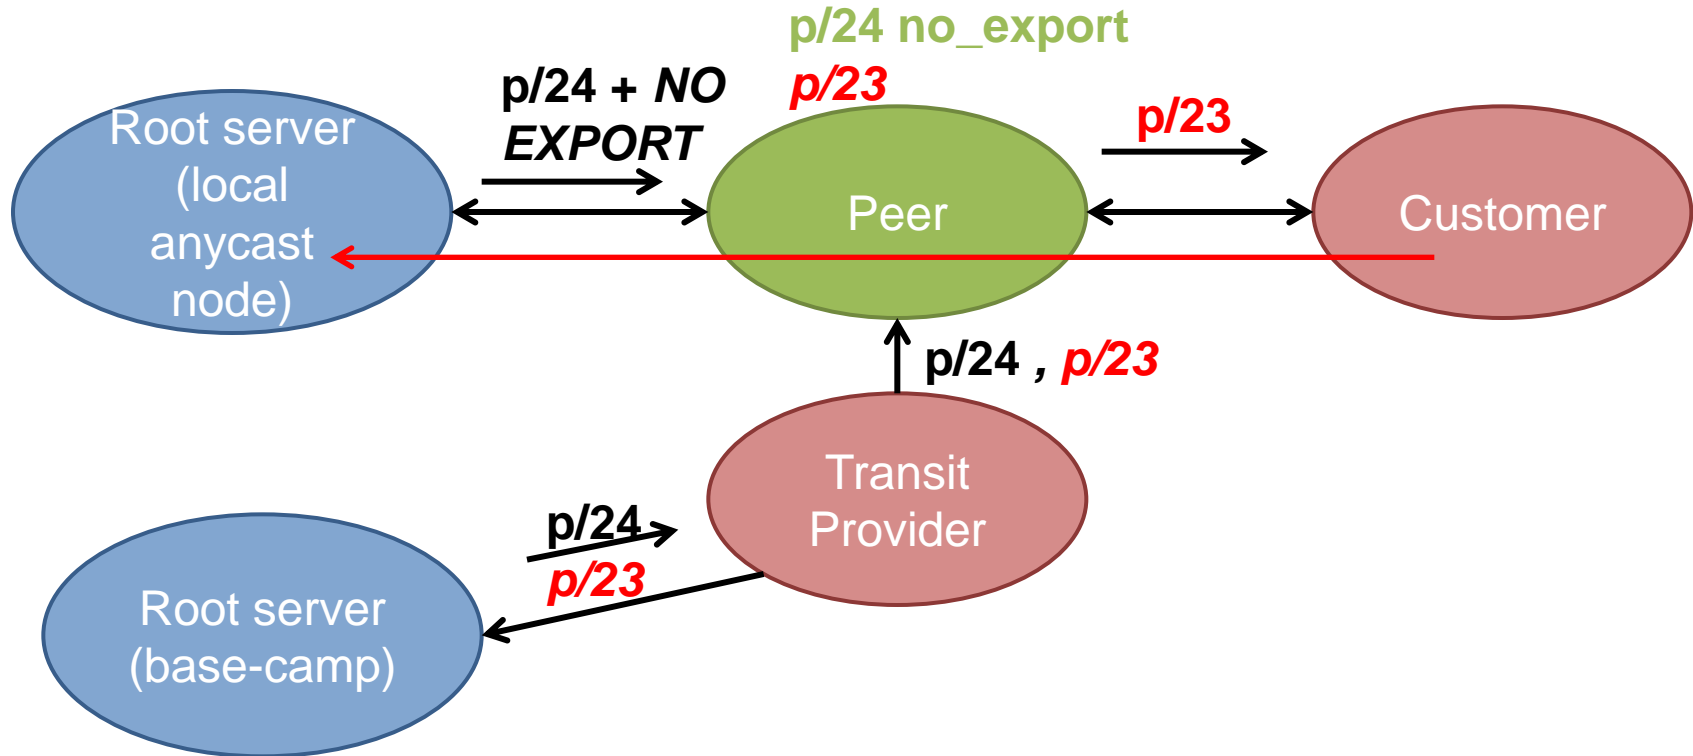 p/24 no_export
p/23
p/24 + NO
EXPORT
p/23
Root server
(local
anycast
node)
Peer
Customer
p/24 , p/23
Transit
Provider
p/24
p/23
Root server
(base-camp)